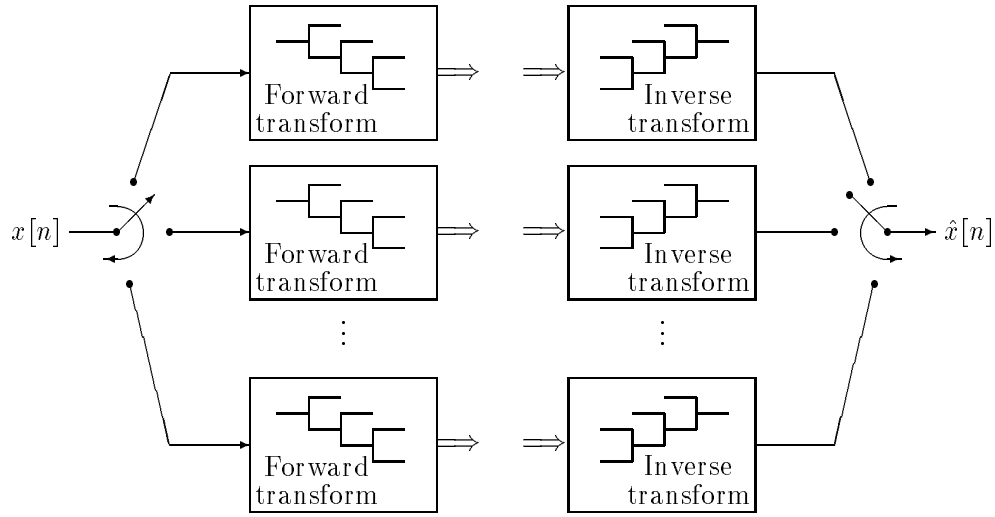 Forward
transform
Inverse
transform
x[n]
Forward
transform
Inverse
transform
x̂[n]
⋮
⋮
Forward
transform
Inverse
transform